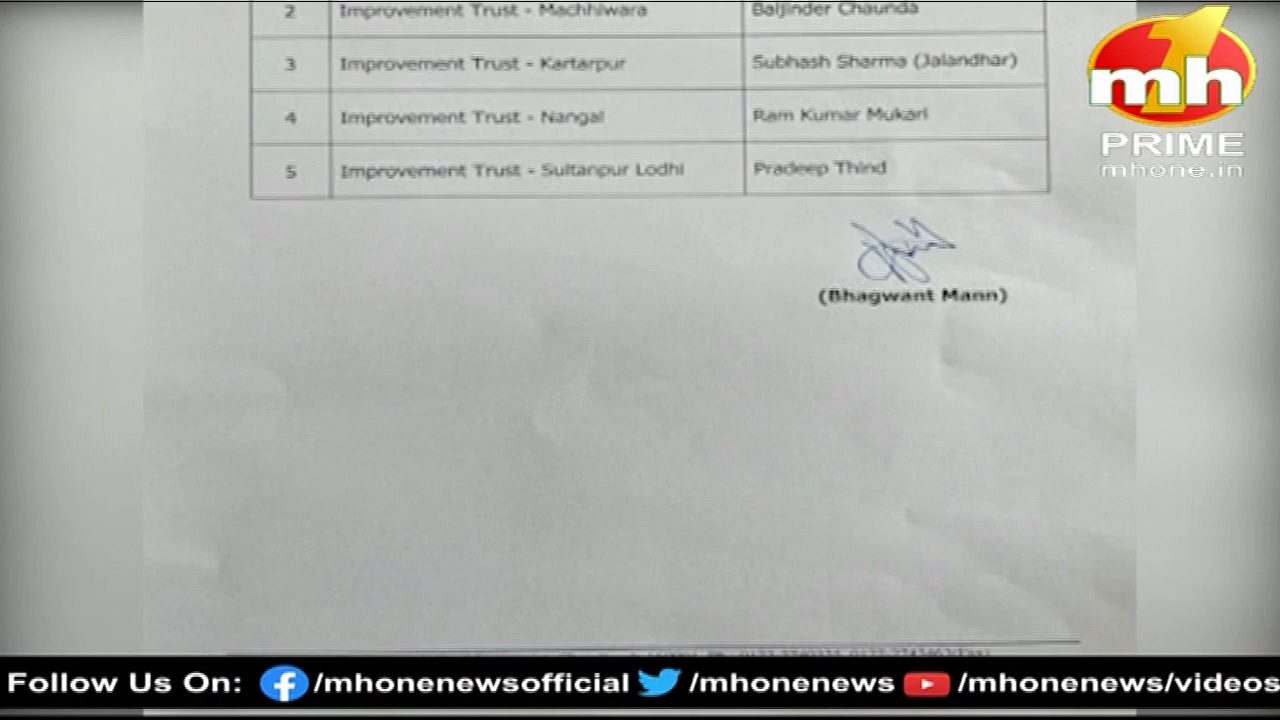 2 Improvement Trust - Machhiwara Baljinder Chaunda
3 Improvement Trust - Kartarpur Subhash Sharma (Jalandhar)
4 Improvement Trust - Nangal Ram Kumar Mukari
5 Improvement Trust - Sultanpur Lodhi Pradeep Thind
(Bhagwant Mann)
mh 1
PRIME
mhone.in
Follow Us On: /mhonenewsofficial /mhonenews /mhonenews/videos